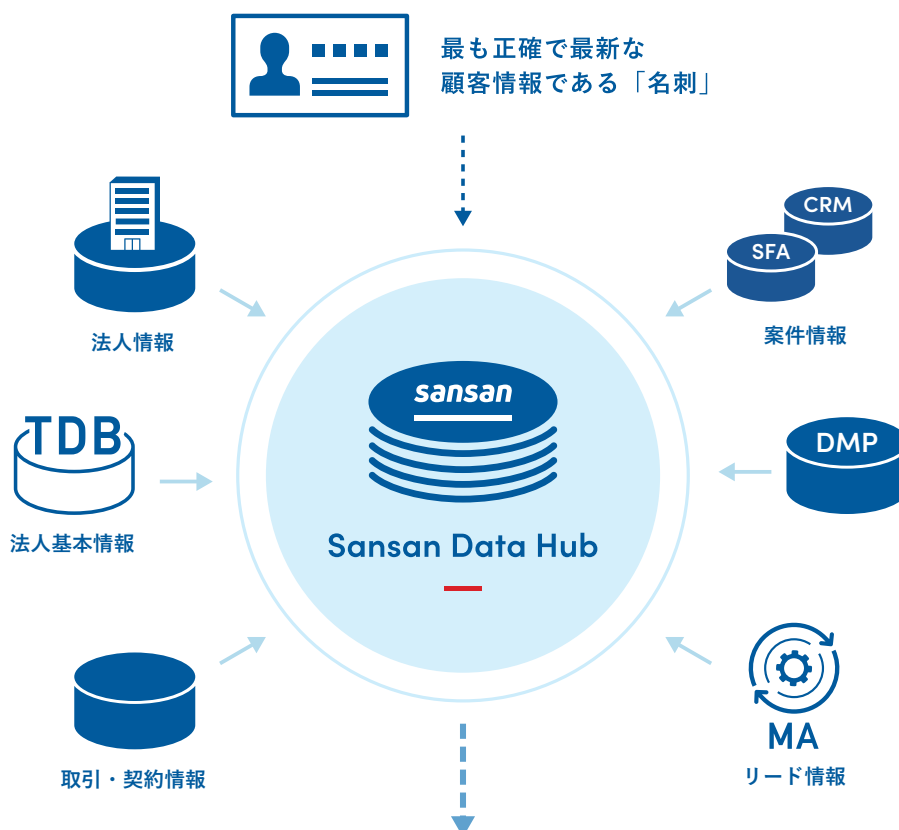 最も正確で最新な
顧客情報である「名刺」
法人情報
CRM
SFA
案件情報
TDB
法人基本情報
sansan
Sansan Data Hub
DMP
取引・契約情報
MA
リード情報